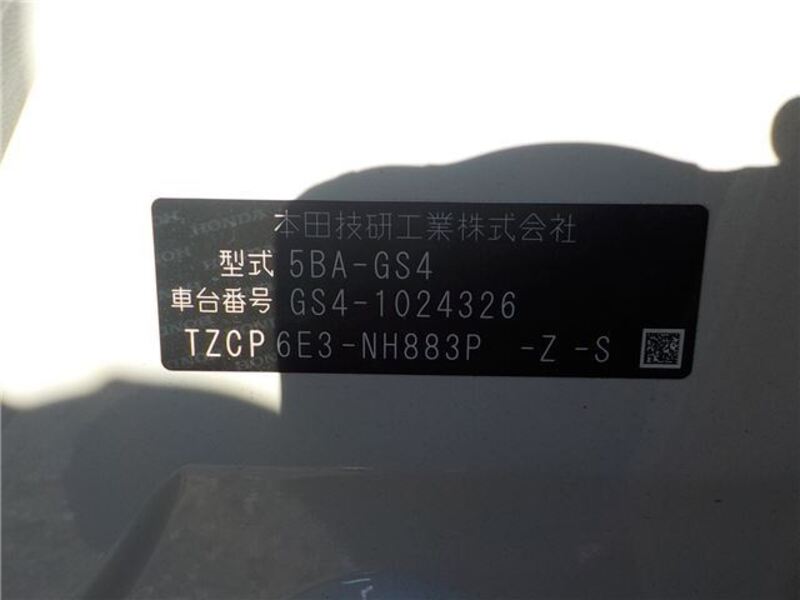 本田技研工業株式会社
型式 5BA-GS4
車台番号 GS4-1024326
TZCP 6E3-NH883P -Z -S